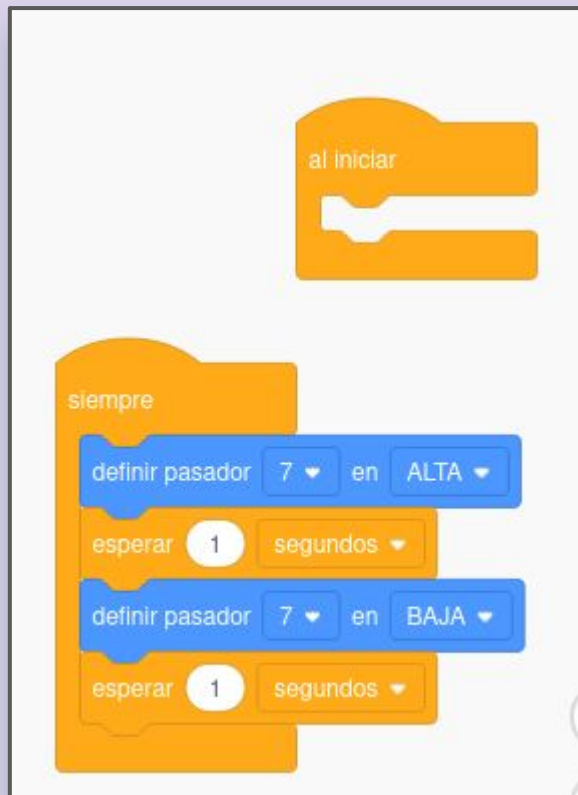 al iniciar
siempre
definir pasador 7 en ALTA
esperar 1 segundos
definir pasador 7 en BAJA
esperar 1 segundos